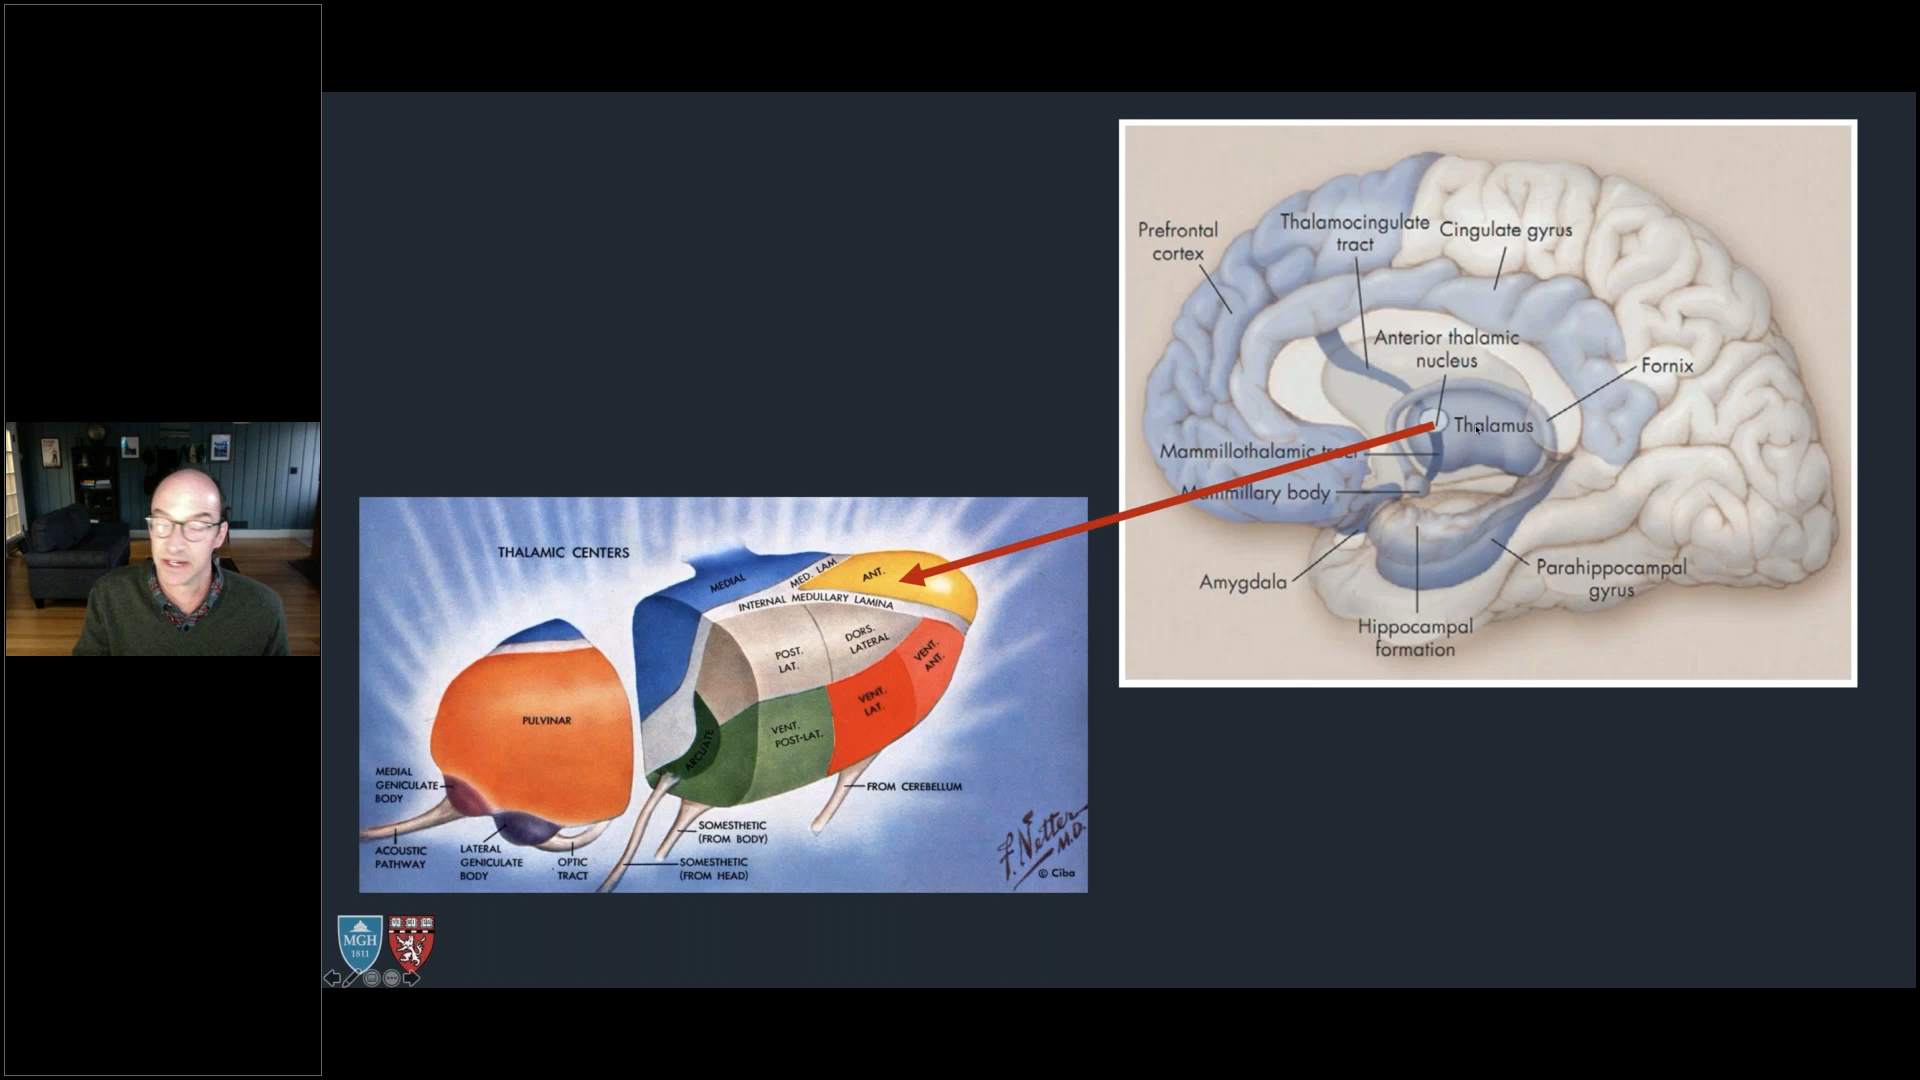 Prefrontal
cortex
Thalamocingulate
tract
Cingulate gyrus
Anterior thalamic
nucleus
Fornix
Thalamus
Mammillothalamic tract
Mammillary body
Amygdala
Parahippocampal
gyrus
Hippocampal
formation
THALAMIC CENTERS
MEDIAL
MED. LAM.
ANT.
INTERNAL MEDULLARY LAMINA
POST.
LAT.
DORS.
LATERAL
VENT.
ANT.
VENT.
LAT.
VENT.
POST-LAT.
ARCUATE
PULVINAR
MEDIAL
GENICULATE
BODY
ACOUSTIC
PATHWAY
LATERAL
GENICULATE
BODY
OPTIC
TRACT
SOMESTHETIC
(FROM BODY)
SOMESTHETIC
(FROM HEAD)
FROM CEREBELLUM
F. Netter
M.D.
© Ciba
MGH
1811